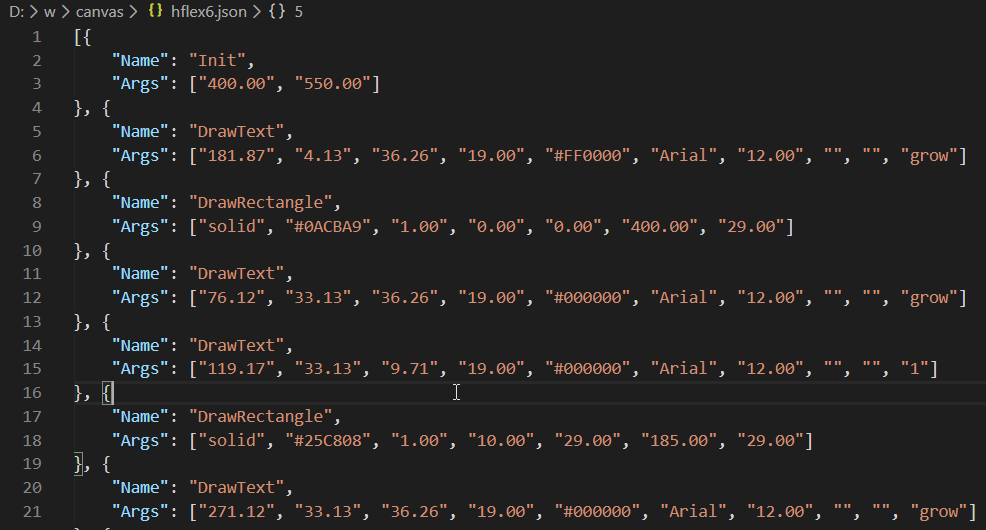 D: > w > canvas > {} hflex6.json > {} 5
1 [{
2 "Name": "Init",
3 "Args": ["400.00", "550.00"]
4 }, {
5 "Name": "DrawText",
6 "Args": ["181.87", "4.13", "36.26", "19.00", "#FF0000", "Arial", "12.00", "", "", "grow"]
7 }, {
8 "Name": "DrawRectangle",
9 "Args": ["solid", "#0ACBA9", "1.00", "0.00", "0.00", "400.00", "29.00"]
10 }, {
11 "Name": "DrawText",
12 "Args": ["76.12", "33.13", "36.26", "19.00", "#000000", "Arial", "12.00", "", "", "grow"]
13 }, {
14 "Name": "DrawText",
15 "Args": ["119.17", "33.13", "9.71", "19.00", "#000000", "Arial", "12.00", "", "", "1"]
16 }, {
17 "Name": "DrawRectangle",
18 "Args": ["solid", "#25C808", "1.00", "10.00", "29.00", "185.00", "29.00"]
19 }, {
20 "Name": "DrawText",
21 "Args": ["271.12", "33.13", "36.26", "19.00", "#000000", "Arial", "12.00", "", "", "grow"]